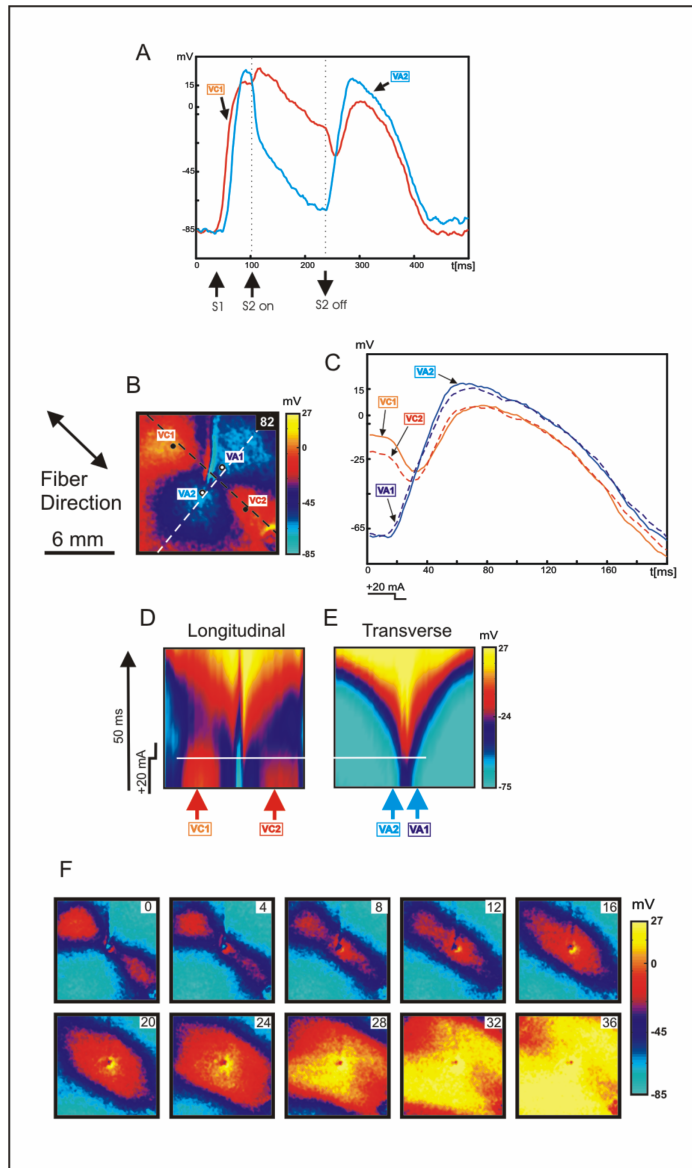 A
mV
15
0
-45
-85
VC1
VA2
0 100 200 300 400 t[ms]
S1 S2 on S2 off
B
mV
82
27
0
-45
-85
VC1
VA1
VA2
VC2
Fiber
Direction
6 mm
C
mV
15
0
-25
-65
VA2
VC1
VC2
VA1
0 40 80 120 160 t[ms]
+20 mA
D
Longitudinal
E
Transverse
mV
27
-24
-75
50 ms
+20 mA
VC1 VC2 VA2 VA1
F
0 4 8 12 16
20 24 28 32 36
mV
27
0
-45
-85